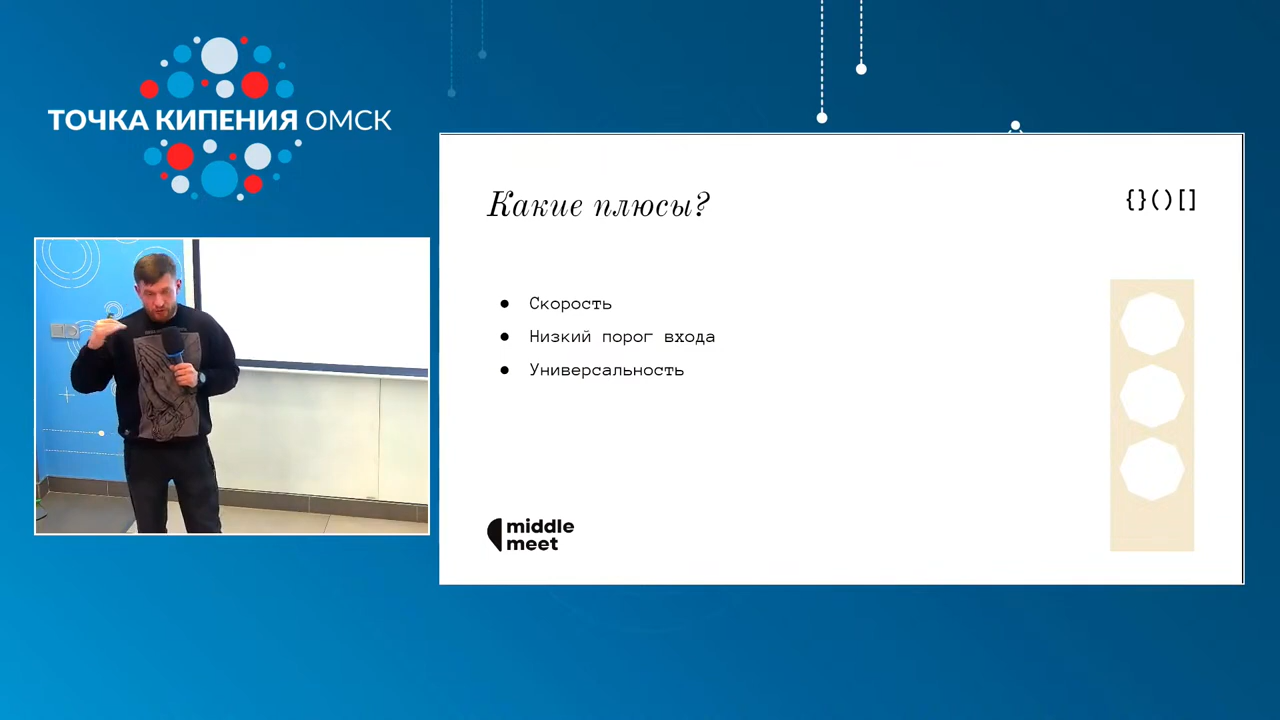 ТОЧКА КИПЕНИЯ ОМСК
Какие плюсы?
{}()[]
● Скорость
● Низкий порог входа
● Универсальность
middle
meet